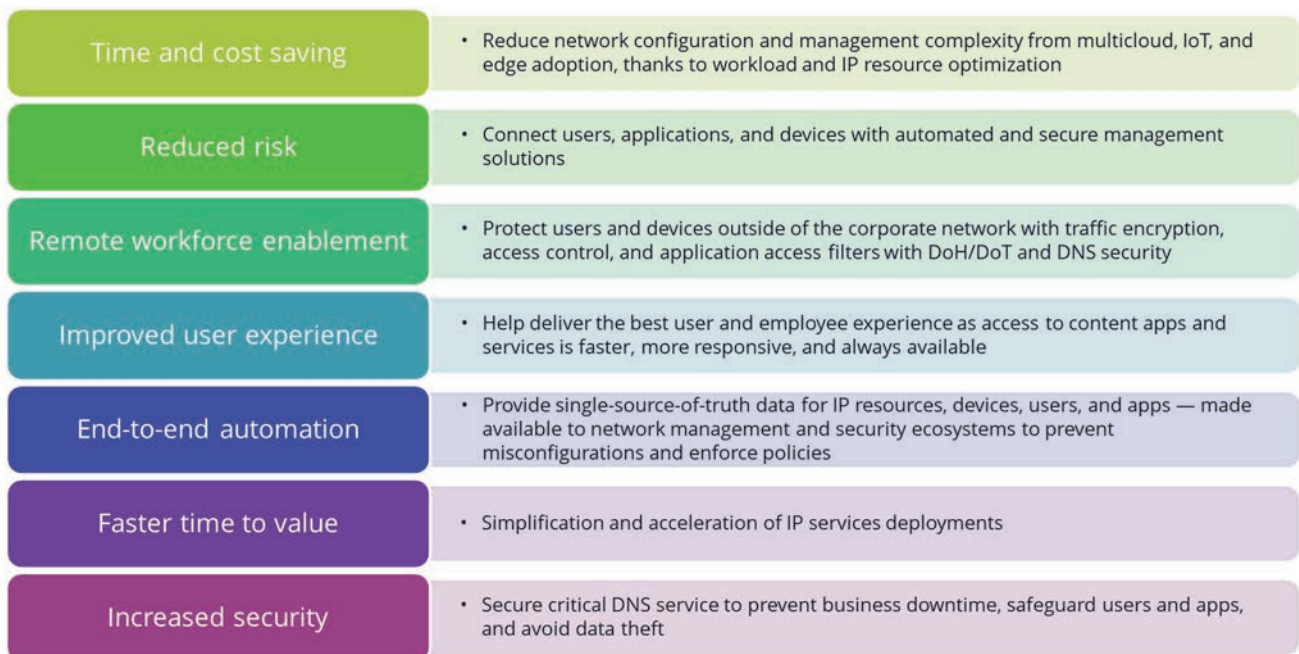 Time and cost saving
• Reduce network configuration and management complexity from multicloud, IoT, and
edge adoption, thanks to workload and IP resource optimization
Reduced risk
• Connect users, applications, and devices with automated and secure management
solutions
Remote workforce enablement
• Protect users and devices outside of the corporate network with traffic encryption,
access control, and application access filters with DoH/DoT and DNS security
Improved user experience
• Help deliver the best user and employee experience as access to content apps and
services is faster, more responsive, and always available
End-to-end automation
• Provide single-source-of-truth data for IP resources, devices, users, and apps — made
available to network management and security ecosystems to prevent
misconfigurations and enforce policies
Faster time to value
• Simplification and acceleration of IP services deployments
Increased security
• Secure critical DNS service to prevent business downtime, safeguard users and apps,
and avoid data theft